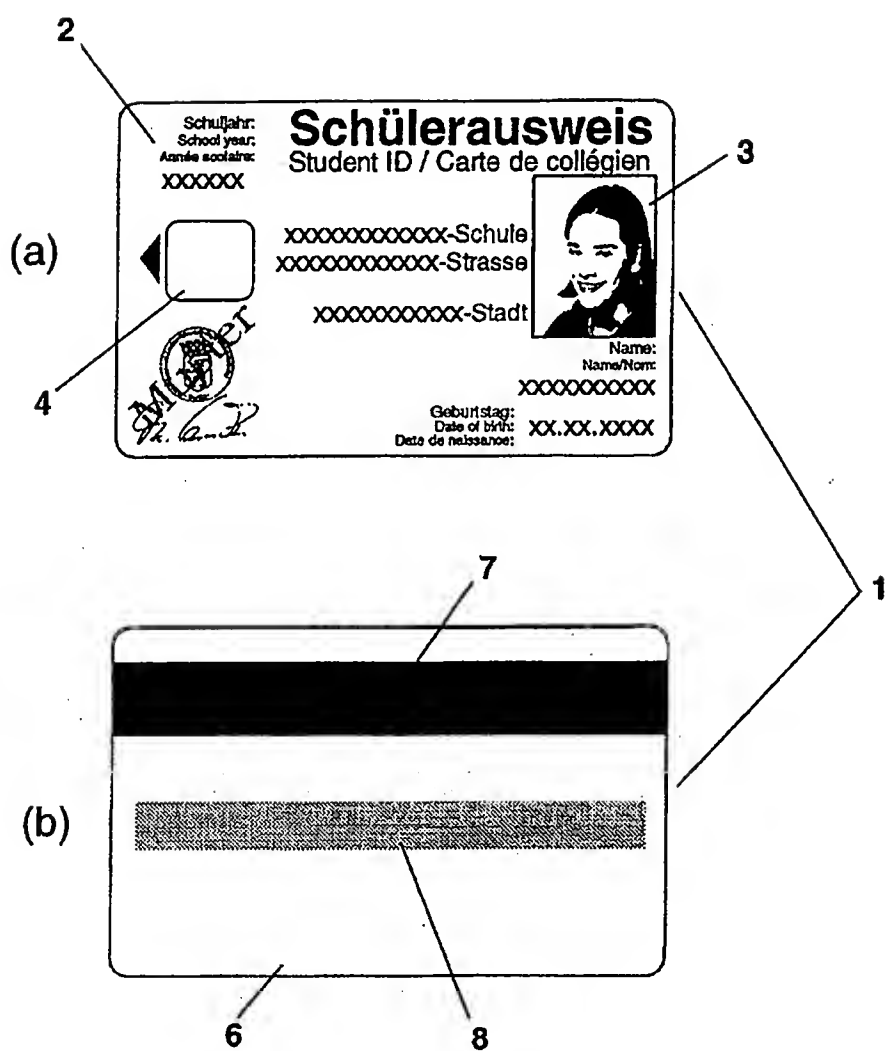 2
Schuljahr:
School year:
Année scolaire:
XXXXXX
Schülerausweis
Student ID / Carte de collégien
3
(a)
XXXXXXXXXXXX-Schule
XXXXXXXXXXXX-Strasse
XXXXXXXXXXX-Stadt
4
Muster
Name:
Name/Nom:
XXXXXXXXXX
Geburtstag:
Date of birth:
Date de naissance:
XX.XX.XXXX
1
7
(b)
6
8